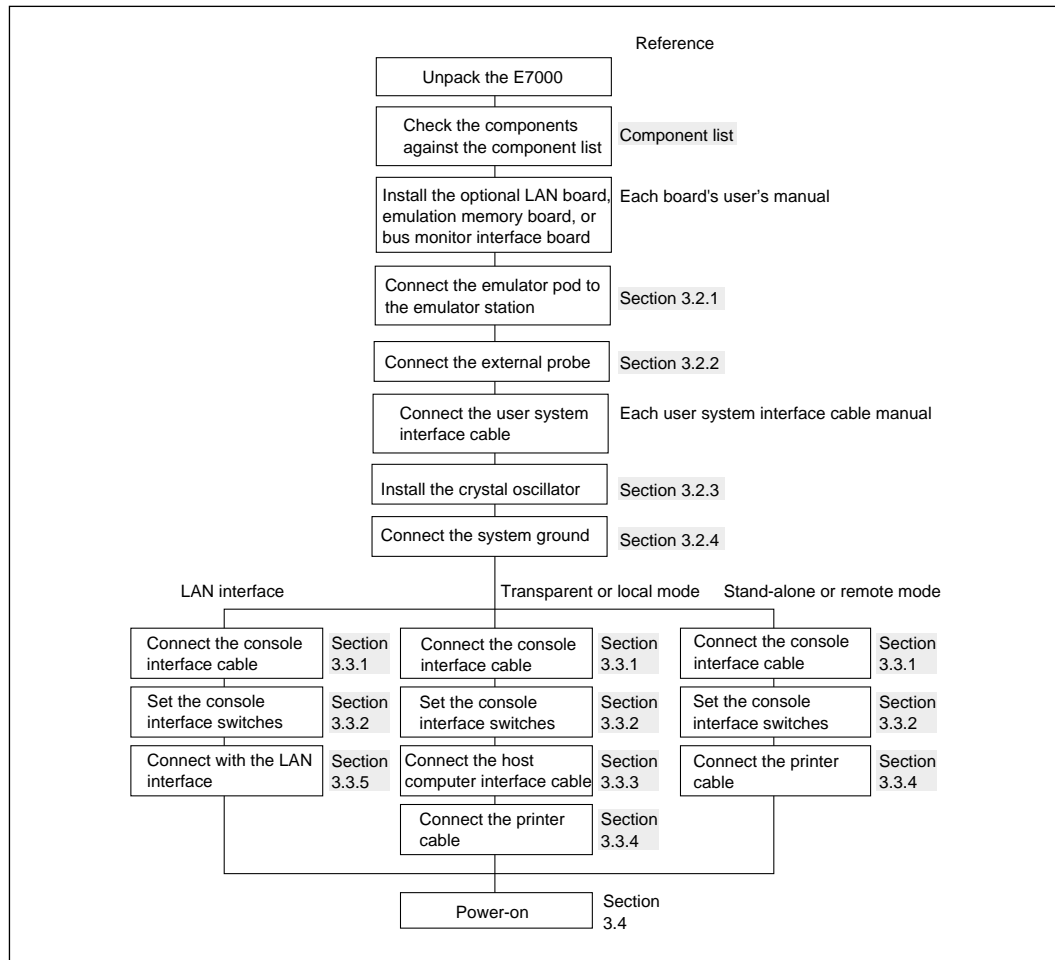 Reference
Unpack the E7000
Check the components
against the component list
Component list
Install the optional LAN board,
emulation memory board, or
bus monitor interface board
Each board's user's manual
Connect the emulator pod to
the emulator station
Section 3.2.1
Connect the external probe
Section 3.2.2
Connect the user system
interface cable
Each user system interface cable manual
Install the crystal oscillator
Section 3.2.3
Connect the system ground
Section 3.2.4
LAN interface
Connect the console
interface cable
Section
3.3.1
Set the console
interface switches
Section
3.3.2
Connect with the LAN
interface
Section
3.3.5
Transparent or local mode
Connect the console
interface cable
Section
3.3.1
Set the console
interface switches
Section
3.3.2
Connect the host
computer interface cable
Section
3.3.3
Connect the printer
cable
Section
3.3.4
Stand-alone or remote mode
Connect the console
interface cable
Section
3.3.1
Set the console
interface switches
Section
3.3.2
Connect the printer
cable
Section
3.3.4
Power-on
Section
3.4